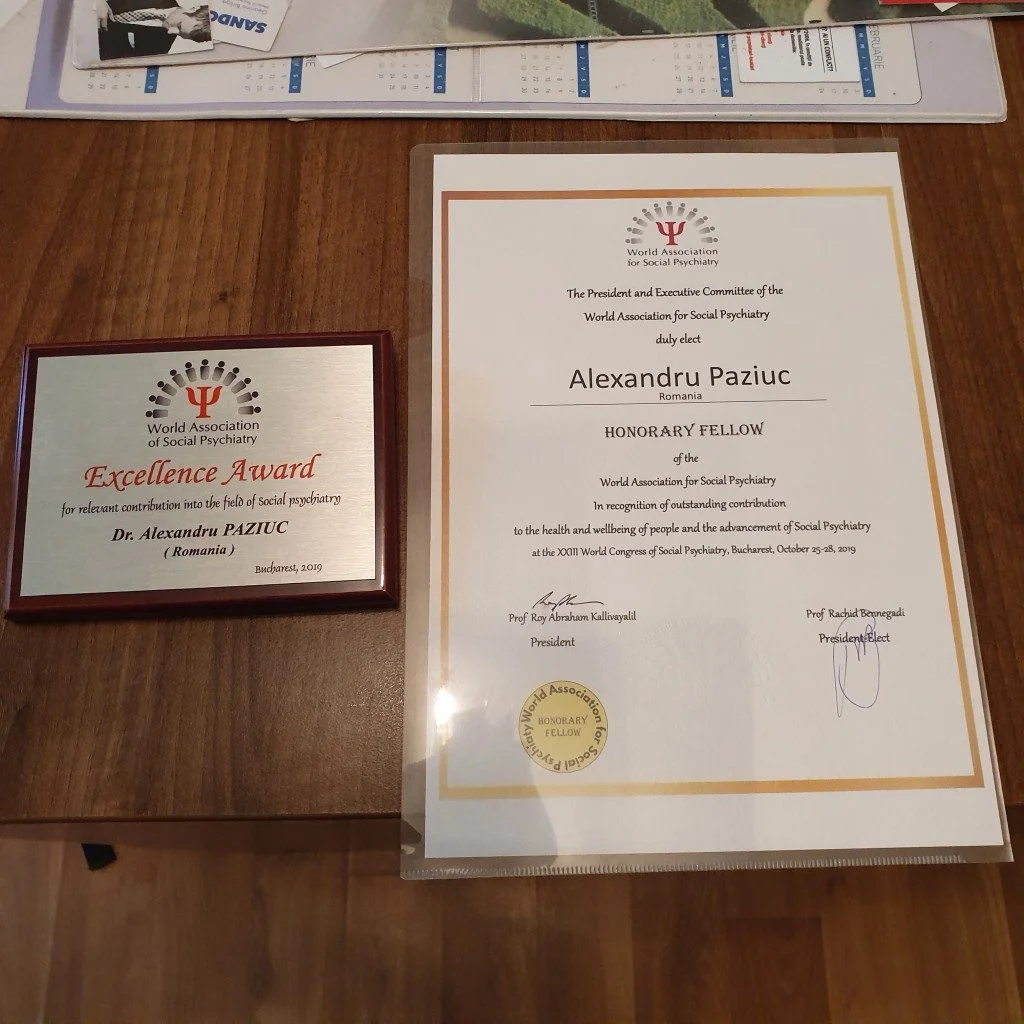 SANDO
FEBRUARIE
World Association
of Social Psychiatry
Excellence Award
for relevant contribution into the field of Social psychiatry
Dr. Alexandru PAZIUC
( Romania )
Bucharest, 2019
World Association
for Social Psychiatry
The President and Executive Committee of the
World Association for Social Psychiatry
duly elect
Alexandru Paziuc
Romania
HONORARY FELLOW
of the
World Association for Social Psychiatry
In recognition of outstanding contribution
to the health and wellbeing of people and the advancement of Social Psychiatry
at the XXIII World Congress of Social Psychiatry, Bucharest, October 25-28, 2019
Prof Roy Abraham Kallivayalil
President
Prof Rachid Bennegadi
President-Elect
World Association for Social Psychiaty
HONORARY
FELLOW